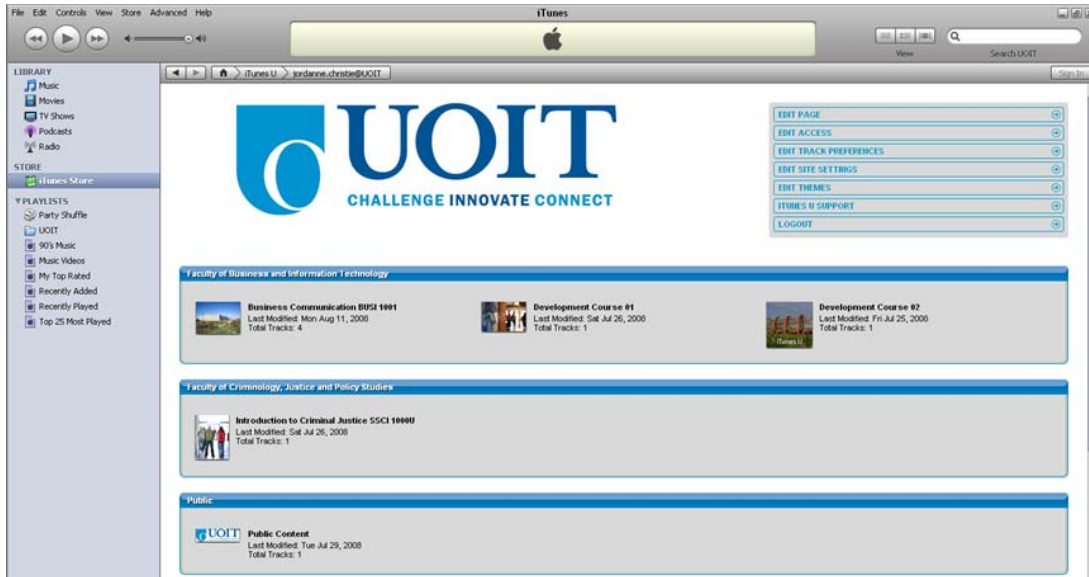 File Edit Controls View Store Advanced Help
iTunes
View
Search UOIT
LIBRARY
Music
Movies
TV Shows
Podcasts
Radio
STORE
iTunes Store
PLAYLISTS
Party Shuffle
UOIT
90's Music
Music Videos
My Top Rated
Recently Added
Recently Played
Top 25 Most Played
iTunes U jordanne.christie@UOIT
Sign In
UOIT
CHALLENGE INNOVATE CONNECT
EDIT PAGE
EDIT ACCESS
EDIT TRACK PREFERENCES
EDIT SITE SETTINGS
EDIT THEMES
ITUNES U SUPPORT
LOGOUT
Faculty of Business and Information Technology
Business Communication BUSI 1001
Last Modified: Mon Aug 11, 2008
Total Tracks: 4
Development Course 01
Last Modified: Sat Jul 26, 2008
Total Tracks: 1
iTunes U
Development Course 02
Last Modified: Fri Jul 25, 2008
Total Tracks: 1
Faculty of Criminology, Justice and Policy Studies
Introduction to Criminal Justice SSCI 1000U
Last Modified: Sat Jul 26, 2008
Total Tracks: 1
Public
UOIT
Public Content
Last Modified: Tue Jul 29, 2008
Total Tracks: 1